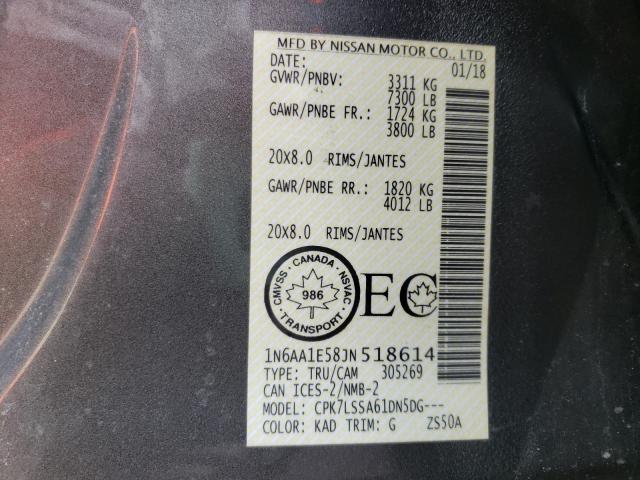 MFD BY NISSAN MOTOR CO., LTD.
DATE: 01/18
GVWR/PNBV: 3311 KG
7300 LB
GAWR/PNBE FR.: 1724 KG
3800 LB
20X8.0 RIMS/JANTES
GAWR/PNBE RR.: 1820 KG
4012 LB
20X8.0 RIMS/JANTES
CMVSS · CANADA · NSVAC
986
TRANSPORT
EC
1N6AA1E58JN518614
TYPE: TRU/CAM 305269
CAN ICES-2/NMB-2
MODEL: CPK7LSSA61DN5DG---
COLOR: KAD TRIM: G ZS50A